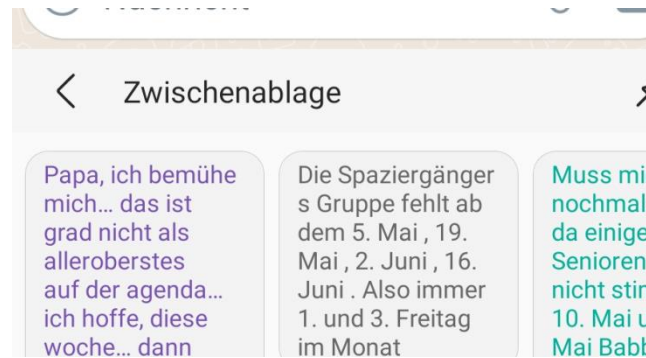 Zwischenablage
Papa, ich bemühe
mich... das ist
grad nicht als
alleroberstes
auf der agenda...
ich hoffe, diese
woche... dann
Die Spaziergänger
s Gruppe fehlt ab
dem 5. Mai , 19.
Mai , 2. Juni , 16.
Juni . Also immer
1. und 3. Freitag
im Monat
Muss mi
nochmal
da einige
Senioren
nicht stir
10. Mai u
Mai Babb